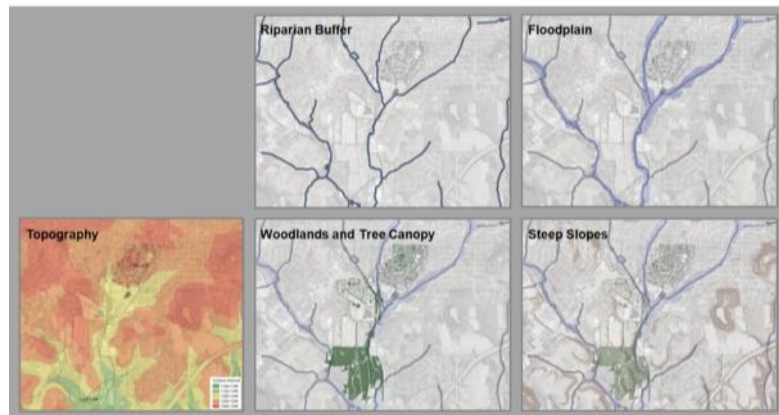 Riparian Buffer
Floodplain
Topography
Woodlands and Tree Canopy
Steep Slopes